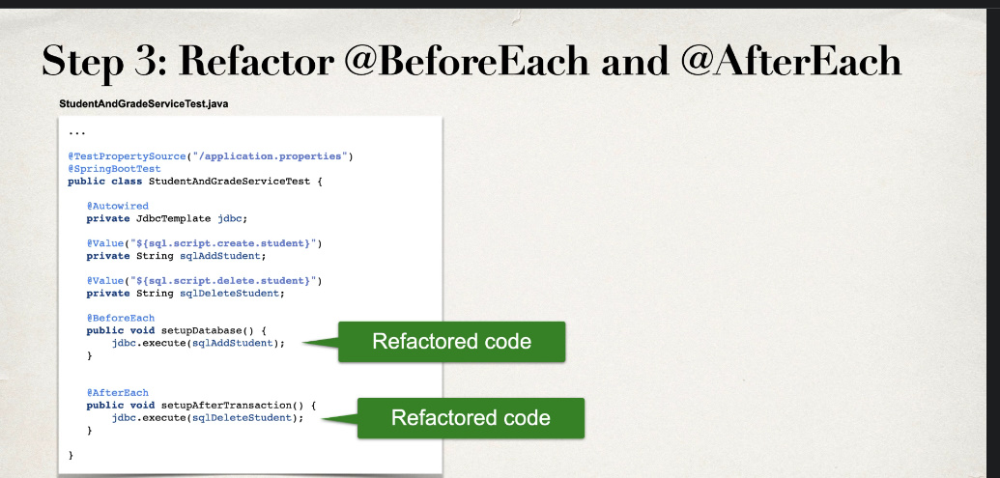 Step 3: Refactor @BeforeEach and @AfterEach
StudentAndGradeServiceTest.java
...
@TestPropertySource("/application.properties")
@SpringBootTest
public class StudentAndGradeServiceTest {
@Autowired
private JdbcTemplate jdbc;
@Value("${sql.script.create.student}")
private String sqlAddStudent;
@Value("${sql.script.delete.student}")
private String sqlDeleteStudent;
@BeforeEach
public void setupDatabase() {
jdbc.execute(sqlAddStudent);
Refactored code
}
@AfterEach
public void setupAfterTransaction() {
jdbc.execute(sqlDeleteStudent);
Refactored code
}
}